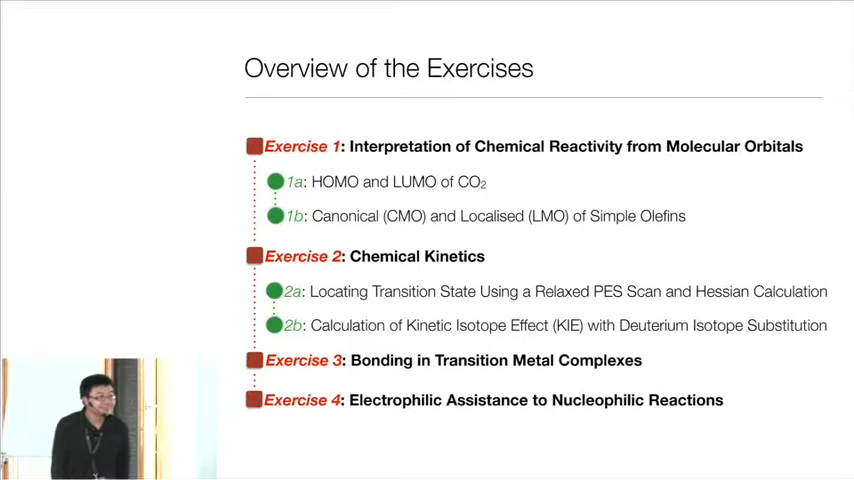 Overview of the Exercises
Exercise 1: Interpretation of Chemical Reactivity from Molecular Orbitals
1a: HOMO and LUMO of CO₂
1b: Canonical (CMO) and Localised (LMO) of Simple Olefins
Exercise 2: Chemical Kinetics
2a: Locating Transition State Using a Relaxed PES Scan and Hessian Calculation
2b: Calculation of Kinetic Isotope Effect (KIE) with Deuterium Isotope Substitution
Exercise 3: Bonding in Transition Metal Complexes
Exercise 4: Electrophilic Assistance to Nucleophilic Reactions